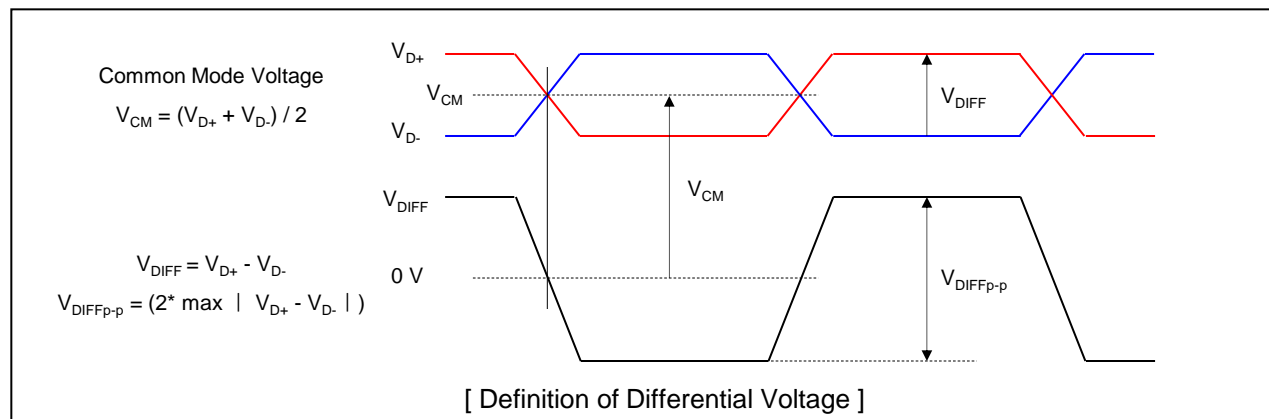 V_D+
Common Mode Voltage
V_CM
V_DIFF
V_CM = (V_D+ + V_D-) / 2
V_D-
V_CM
V_DIFF
V_DIFF = V_D+ - V_D-
0 V
V_DIFFp-p
V_DIFFp-p = (2* max | V_D+ - V_D- | )
[ Definition of Differential Voltage ]